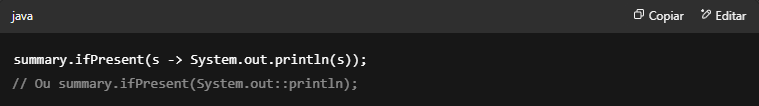 java
Copiar
Editar
summary.ifPresent(s -> System.out.println(s));
// Ou summary.ifPresent(System.out::println);